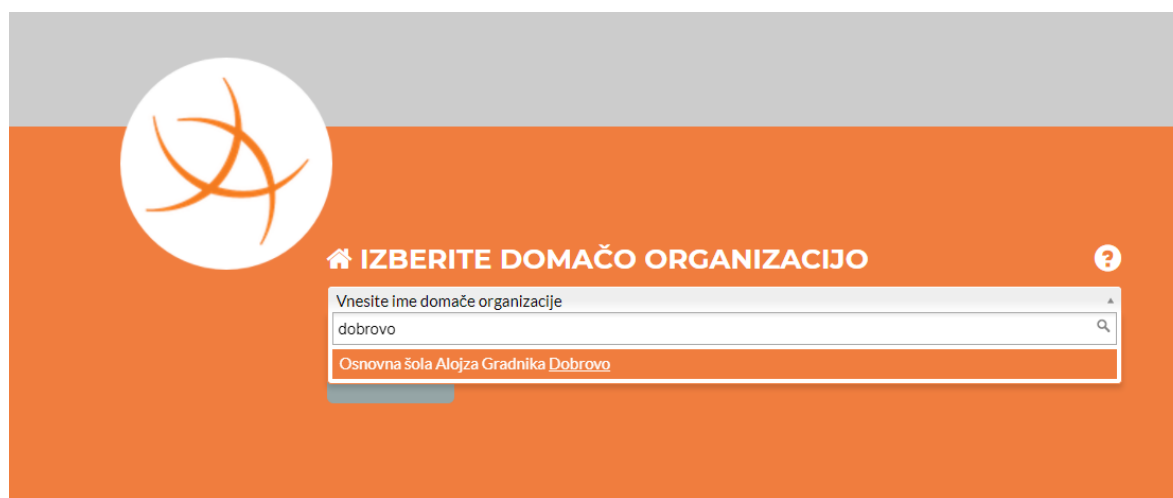 IZBERITE DOMAČO ORGANIZACIJO
Vnesite ime domače organizacije
dobrovo
Osnovna šola Alojza Gradnika Dobrovo